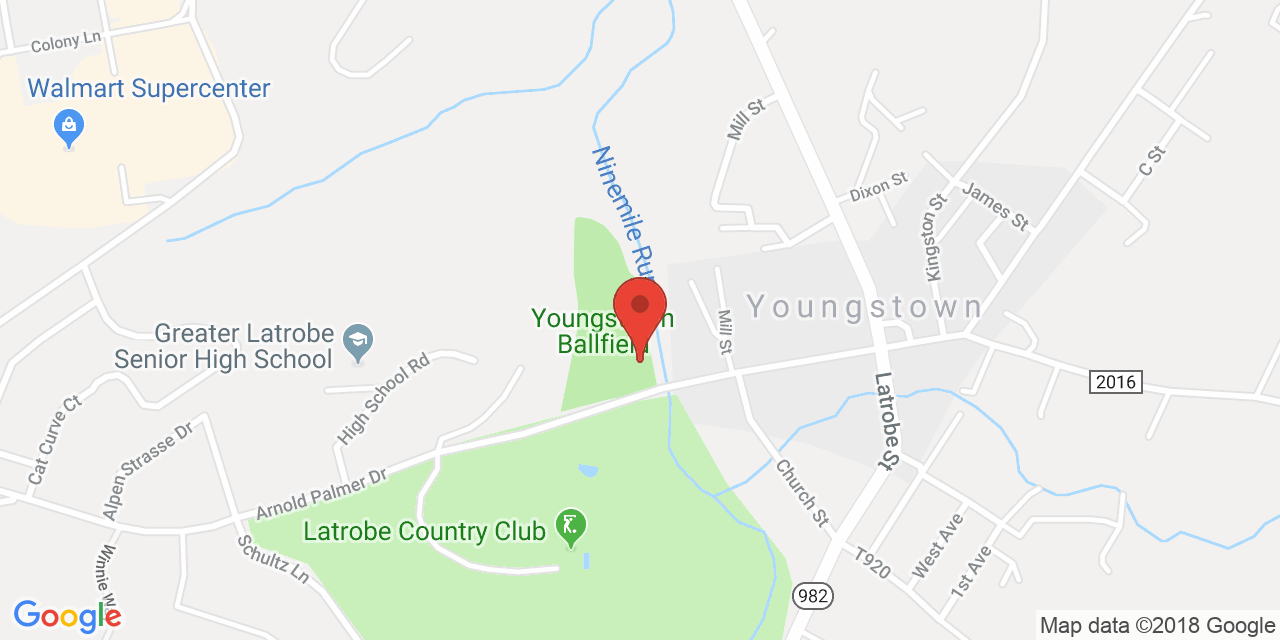 Colony Ln
Walmart Supercenter
Mill St
Ninemile Run
Dixon St
C St
James St
Kingston St
Youngstown
Mill St
Youngstown
Ballfield
Greater Latrobe
Senior High School
High School Rd
2016
Latrobe St
Cat Curve Ct
Alpen Strasse Dr
Arnold Palmer Dr
Church St
Latrobe Country Club
Schultz Ln
West Ave
1st Ave
T920
982
Google
Map data ©2018 Google